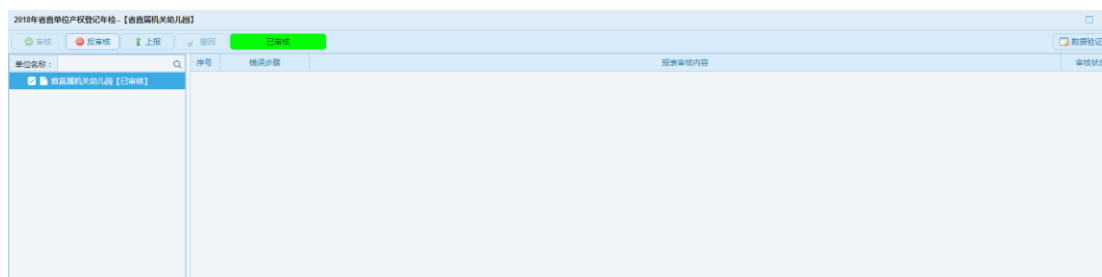 2018年省直单位产权登记年检--【省直属机关幼儿园】
审核 反审核 上报 撤回 已审核 数据验证
单位名称： 序号 错误步骤 报表审核内容 审核状态
省直属机关幼儿园【已审核】